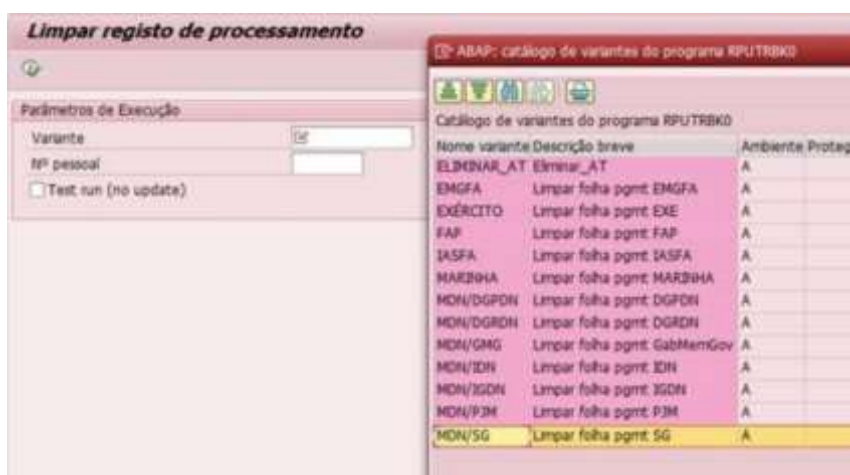 Limpar registo de processamento
Parâmetros de Execução
Variante
Nº pessoal
Test run (no update)
ABAP: catálogo de variantes do programa RPUTRBK0
Catálogo de variantes do programa RPUTRBK0
Nome variante Descrição breve Ambiente Proteg
ELIMINAR_AT Eliminar_AT A
EMGFA Limpar folha pgmt EMGFA A
EXÉRCITO Limpar folha pgmt EXE A
FAP Limpar folha pgmt FAP A
IASFA Limpar folha pgmt IASFA A
MARINHA Limpar folha pgmt MARINHA A
MDN/DGPDN Limpar folha pgmt DGPDN A
MDN/DGRDN Limpar folha pgmt DGRDN A
MDN/GMG Limpar folha pgmt GabMemGov A
MDN/IDN Limpar folha pgmt IDN A
MDN/IGDN Limpar folha pgmt IGDN A
MDN/PJM Limpar folha pgmt PJM A
MDN/SG Limpar folha pgmt SG A